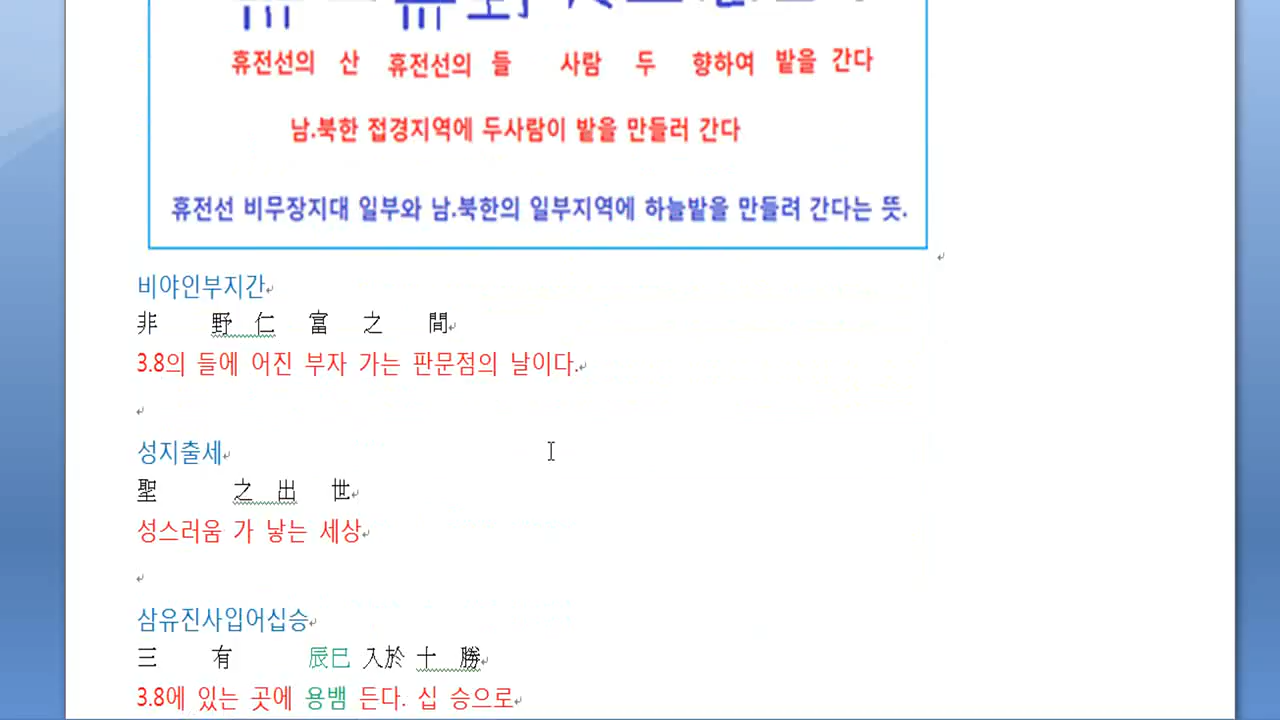 휴전선의 산 휴전선의 들 사람 두 향하여 밭을 간다
남.북한 접경지역에 두사람이 밭을 만들러 간다
휴전선 비무장지대 일부와 남.북한의 일부지역에 하늘밭을 만들려 간다는 뜻.
비야인부지간
非 野 仁 富 之 間
3.8의 들에 어진 부자 가는 판문점의 날이다.
성지출세
聖 之 出 世
성스러움 가 낳는 세상
삼유진사입어십승
三 有 辰巳 入於 十 勝
3.8에 있는 곳에 용뱀 든다. 십 승으로